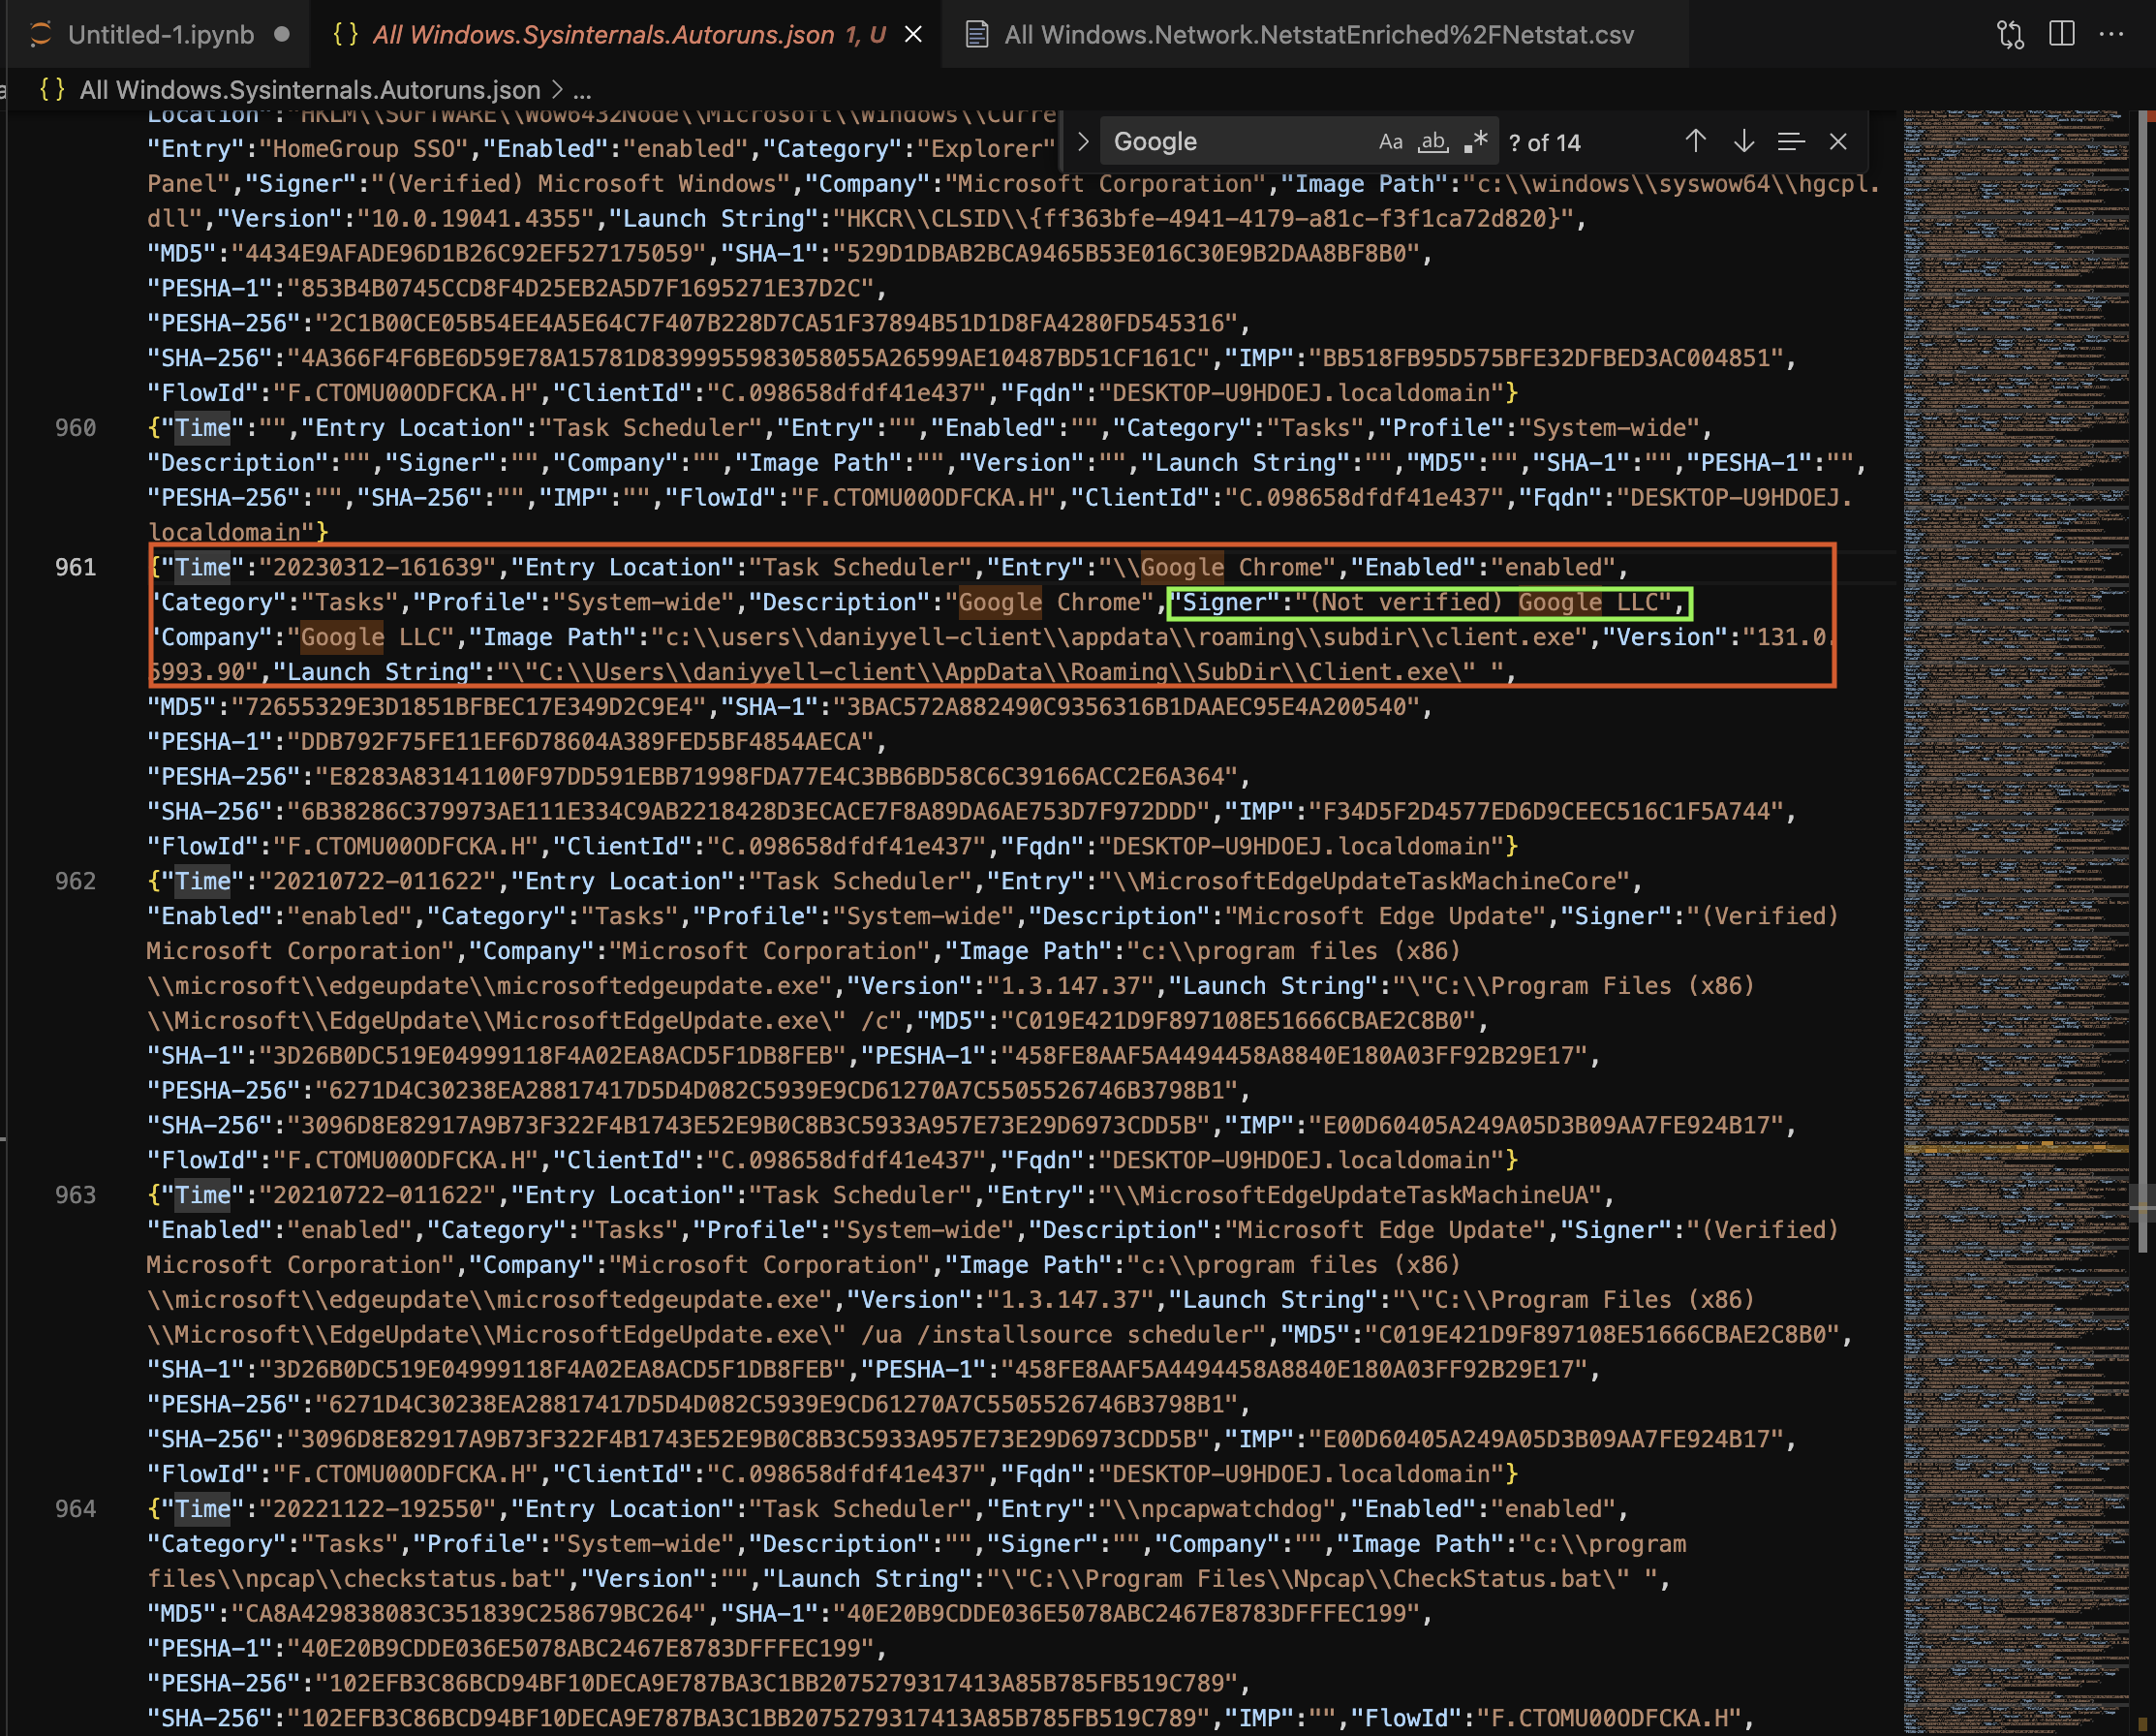 Untitled-1.ipynb
{} All Windows.Sysinternals.Autoruns.json 1, U
All Windows.Network.NetstatEnriched%2FNetstat.csv
{} All Windows.Sysinternals.Autoruns.json > ...
Google Aa ab .* ? of 14
Location":"HKLM\\SOFTWARE\\Wow6432Node\\Microsoft\\Windows\\Curre
"Entry":"HomeGroup SSO","Enabled":"enabled","Category":"Explorer"
Panel","Signer":"(Verified) Microsoft Windows","Company":"Microsoft Corporation","Image Path":"c:\\windows\\syswow64\\hgcpl.
dll","Version":"10.0.19041.4355","Launch String":"HKCR\\CLSID\\{ff363bfe-4941-4179-a81c-f3f1ca72d820}",
"MD5":"4434E9AFADE96D1B26C92EF527175059","SHA-1":"529D1DBAB2BCA9465B53E016C30E9B2DAA8BF8B0",
"PESHA-1":"853B4B0745CCD8F4D25EB2A5D7F1695271E37D2C",
"PESHA-256":"2C1B00CE05B54EE4A5E64C7F407B228D7CA51F37894B51D1D8FA4280FD545316",
"SHA-256":"4A366F4F6BE6D59E78A15781D8399955983058055A26599AE10487BD51CF161C","IMP":"B5518FB95D575BFE32DFBED3AC004851",
"FlowId":"F.CTOMU00ODFCKA.H","ClientId":"C.098658dfdf41e437","Fqdn":"DESKTOP-U9HDOEJ.localdomain"}
960 {"Time":"","Entry Location":"Task Scheduler","Entry":"","Enabled":"","Category":"Tasks","Profile":"System-wide",
"Description":"","Signer":"","Company":"","Image Path":"","Version":"","Launch String":"","MD5":"","SHA-1":"","PESHA-1":"",
"PESHA-256":"","SHA-256":"","IMP":"","FlowId":"F.CTOMU00ODFCKA.H","ClientId":"C.098658dfdf41e437","Fqdn":"DESKTOP-U9HDOEJ.
localdomain"}
961 {"Time":"20230312-161639","Entry Location":"Task Scheduler","Entry":"\\Google Chrome","Enabled":"enabled",
"Category":"Tasks","Profile":"System-wide","Description":"Google Chrome","Signer":"(Not verified) Google LLC",
"Company":"Google LLC","Image Path":"c:\\users\\daniyyell-client\\appdata\\roaming\\subdir\\client.exe","Version":"131.0.
5993.90","Launch String":"\"C:\\Users\\daniyyell-client\\AppData\\Roaming\\SubDir\\Client.exe\" ",
"MD5":"72655329E3D1851BFBEC17E349D2C9E4","SHA-1":"3BAC572A882490C9356316B1DAAEC95E4A200540",
"PESHA-1":"DDB792F75FE11EF6D78604A389FED5BF4854AECA",
"PESHA-256":"E8283A83141100F97DD591EBB71998FDA77E4C3BB6BD58C6C39166ACC2E6A364",
"SHA-256":"6B38286C379973AE111E334C9AB2218428D3ECACE7F8A89DA6AE753D7F972DDD","IMP":"F34D5F2D4577ED6D9CEEC516C1F5A744",
"FlowId":"F.CTOMU00ODFCKA.H","ClientId":"C.098658dfdf41e437","Fqdn":"DESKTOP-U9HDOEJ.localdomain"}
962 {"Time":"20210722-011622","Entry Location":"Task Scheduler","Entry":"\\MicrosoftEdgeUpdateTaskMachineCore",
"Enabled":"enabled","Category":"Tasks","Profile":"System-wide","Description":"Microsoft Edge Update","Signer":"(Verified)
Microsoft Corporation","Company":"Microsoft Corporation","Image Path":"c:\\program files (x86)
\\microsoft\\edgeupdate\\microsoftedgeupdate.exe","Version":"1.3.147.37","Launch String":"\"C:\\Program Files (x86)
\\Microsoft\\EdgeUpdate\\MicrosoftEdgeUpdate.exe\" /c","MD5":"C019E421D9F897108E51666CBAE2C8B0",
"SHA-1":"3D26B0DC519E04999118F4A02EA8ACD5F1DB8FEB","PESHA-1":"458FE8AAF5A4494458A8840E180A03FF92B29E17",
"PESHA-256":"6271D4C30238EA28817417D5D4D082C5939E9CD61270A7C5505526746B3798B1",
"SHA-256":"3096D8E82917A9B73F322F4B1743E52E9B0C8B3C5933A957E73E29D6973CDD5B","IMP":"E00D60405A249A05D3B09AA7FE924B17",
"FlowId":"F.CTOMU00ODFCKA.H","ClientId":"C.098658dfdf41e437","Fqdn":"DESKTOP-U9HDOEJ.localdomain"}
963 {"Time":"20210722-011622","Entry Location":"Task Scheduler","Entry":"\\MicrosoftEdgeUpdateTaskMachineUA",
"Enabled":"enabled","Category":"Tasks","Profile":"System-wide","Description":"Microsoft Edge Update","Signer":"(Verified)
Microsoft Corporation","Company":"Microsoft Corporation","Image Path":"c:\\program files (x86)
\\microsoft\\edgeupdate\\microsoftedgeupdate.exe","Version":"1.3.147.37","Launch String":"\"C:\\Program Files (x86)
\\Microsoft\\EdgeUpdate\\MicrosoftEdgeUpdate.exe\" /ua /installsource scheduler","MD5":"C019E421D9F897108E51666CBAE2C8B0",
"SHA-1":"3D26B0DC519E04999118F4A02EA8ACD5F1DB8FEB","PESHA-1":"458FE8AAF5A4494458A8840E180A03FF92B29E17",
"PESHA-256":"6271D4C30238EA28817417D5D4D082C5939E9CD61270A7C5505526746B3798B1",
"SHA-256":"3096D8E82917A9B73F322F4B1743E52E9B0C8B3C5933A957E73E29D6973CDD5B","IMP":"E00D60405A249A05D3B09AA7FE924B17",
"FlowId":"F.CTOMU00ODFCKA.H","ClientId":"C.098658dfdf41e437","Fqdn":"DESKTOP-U9HDOEJ.localdomain"}
964 {"Time":"20221122-192550","Entry Location":"Task Scheduler","Entry":"\\npcapwatchdog","Enabled":"enabled",
"Category":"Tasks","Profile":"System-wide","Description":"","Signer":"","Company":"","Image Path":"c:\\program
files\\npcap\\checkstatus.bat","Version":"","Launch String":"\"C:\\Program Files\\Npcap\\CheckStatus.bat\" ",
"MD5":"CA8A429838083C351839C258679BC264","SHA-1":"40E20B9CDDE036E5078ABC2467E8783DFFFEC199",
"PESHA-1":"40E20B9CDDE036E5078ABC2467E8783DFFFEC199",
"PESHA-256":"102EFB3C86BCD94BF10DECA9E787BA3C1BB2075279317413A85B785FB519C789",
"SHA-256":"102EFB3C86BCD94BF10DECA9E787BA3C1BB2075279317413A85B785FB519C789","IMP":"","FlowId":"F.CTOMU00ODFCKA.H",